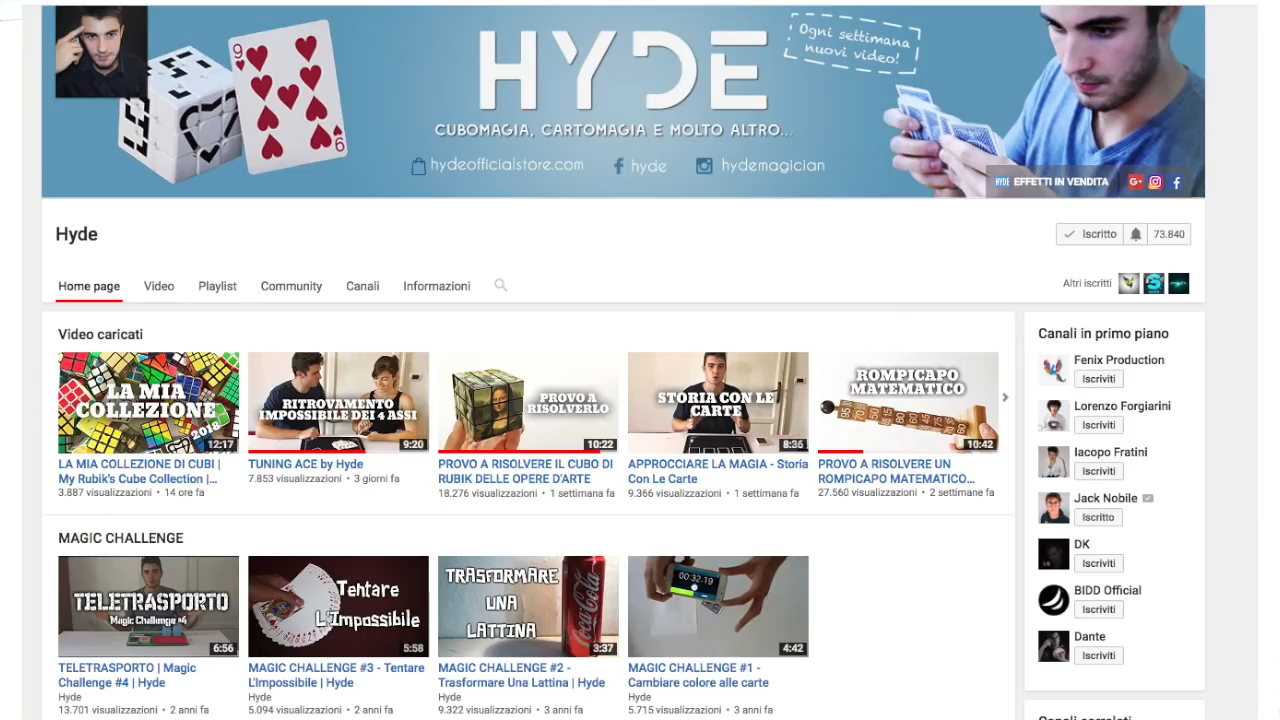 9
HYDE
Ogni settimana
nuovi video!
CUBOMAGIA, CARTOMAGIA E MOLTO ALTRO...
hydeofficialstore.com
hyde
hydemagician
HYDE EFFETTI IN VENDITA
9
Hyde
Iscritto
73.840
Home page
Video
Playlist
Community
Canali
Informazioni
Altri iscritti
Video caricati
LA MIA
COLLEZIONE
2018
12:17
LA MIA COLLEZIONE DI CUBI |
My Rubik's Cube Collection |...
3.887 visualizzazioni • 14 ore fa
RITROVAMENTO
IMPOSSIBILE DEI 4 ASSI
9:20
TUNING ACE by Hyde
7.853 visualizzazioni • 3 giorni fa
PROVO A
RISOLVERLO
10:22
PROVO A RISOLVERE IL CUBO DI
RUBIK DELLE OPERE D'ARTE
18.276 visualizzazioni • 1 settimana fa
STORIA CON LE
CARTE
8:36
APPROCCIARE LA MAGIA - Storia
Con Le Carte
9.366 visualizzazioni • 1 settimana fa
ROMPICAPO
MATEMATICO
10:42
PROVO A RISOLVERE UN
ROMPICAPO MATEMATICO...
27.560 visualizzazioni • 2 settimane fa
MAGIC CHALLENGE
TELETRASPORTO
Magic Challenge #4
6:56
TELETRASPORTO | Magic
Challenge #4 | Hyde
Hyde
13.701 visualizzazioni • 2 anni fa
Tentare
L'Impossibile
5:58
MAGIC CHALLENGE #3 - Tentare
L'Impossibile | Hyde
Hyde
5.094 visualizzazioni • 2 anni fa
TRASFORMARE
UNA
LATTINA
Coca-Cola
3:37
MAGIC CHALLENGE #2 -
Trasformare Una Lattina | Hyde
Hyde
9.322 visualizzazioni • 3 anni fa
00:32.19
4:42
MAGIC CHALLENGE #1 -
Cambiare colore alle carte
Hyde
5.715 visualizzazioni • 3 anni fa
Canali in primo piano
Fenix Production
Iscriviti
Lorenzo Forgiarini
Iscriviti
Iacopo Fratini
Iscriviti
Jack Nobile
Iscritto
DK
Iscriviti
BIDD Official
Iscriviti
Dante
Iscriviti